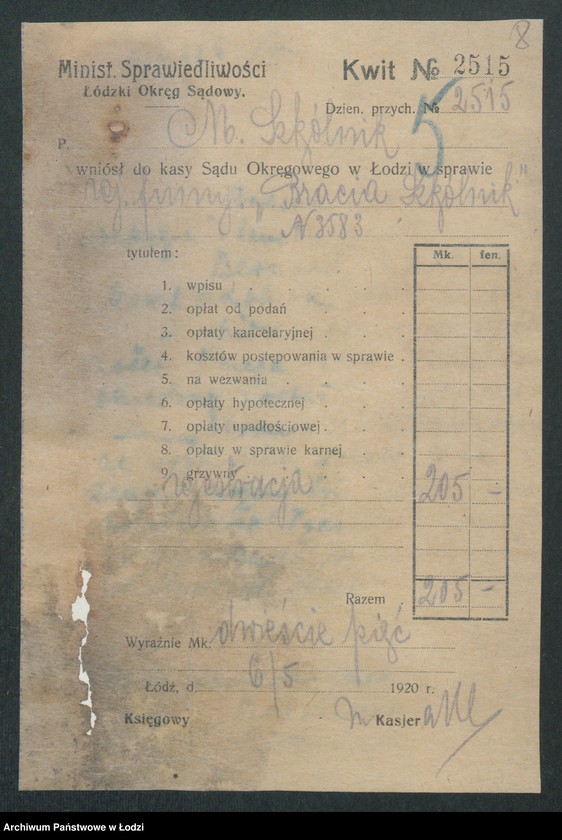 8
Minist. Sprawiedliwości
Kwit № 2515
Łódzki Okręg Sądowy.
Dzien. przych. № 2515
5
P. M. Szkólnik
wniósł do kasy Sądu Okręgowego w Łodzi w sprawie
rej. firmy „Bracia Szkolnik"
N 3583
tytułem:
Mk. fen.
1. wpisu
2. opłat od podań
3. opłaty kancelaryjnej
4. kosztów postępowania w sprawie
5. na wezwania
6. opłaty hypotecznej
7. opłaty upadłościowej
8. opłaty w sprawie karnej
9. grzywny
rejestracja 205 —
Razem 205 —
Wyraźnie Mk. dwieście pięć
Łódź, d. 6/5 1920 r.
Księgowy Kasjer
Archiwum Państwowe w Łodzi